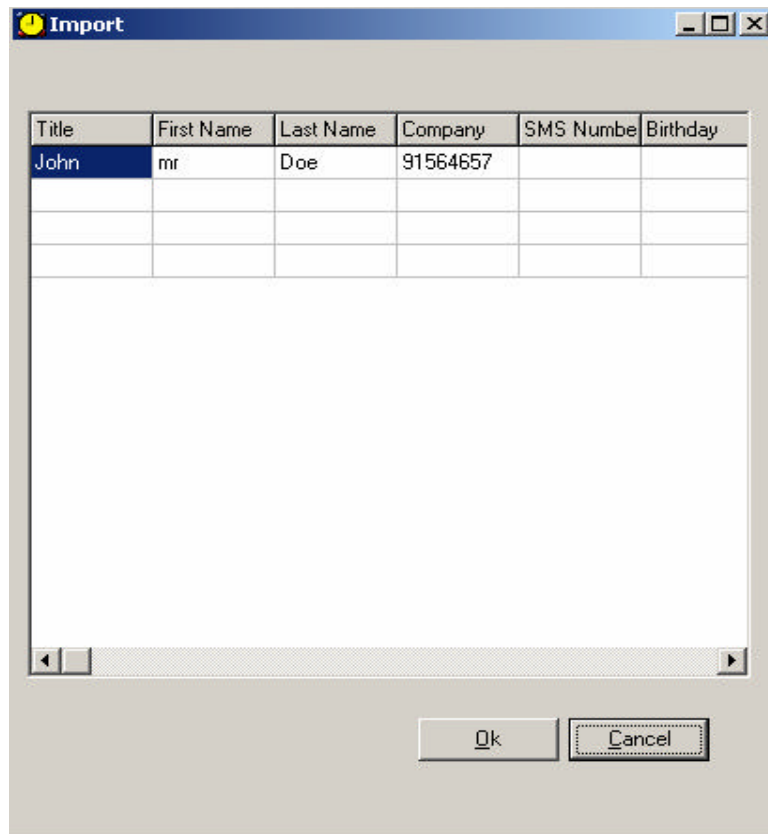 Import
Title First Name Last Name Company SMS Numbe Birthday
John mr Doe 91564657
Ok Cancel